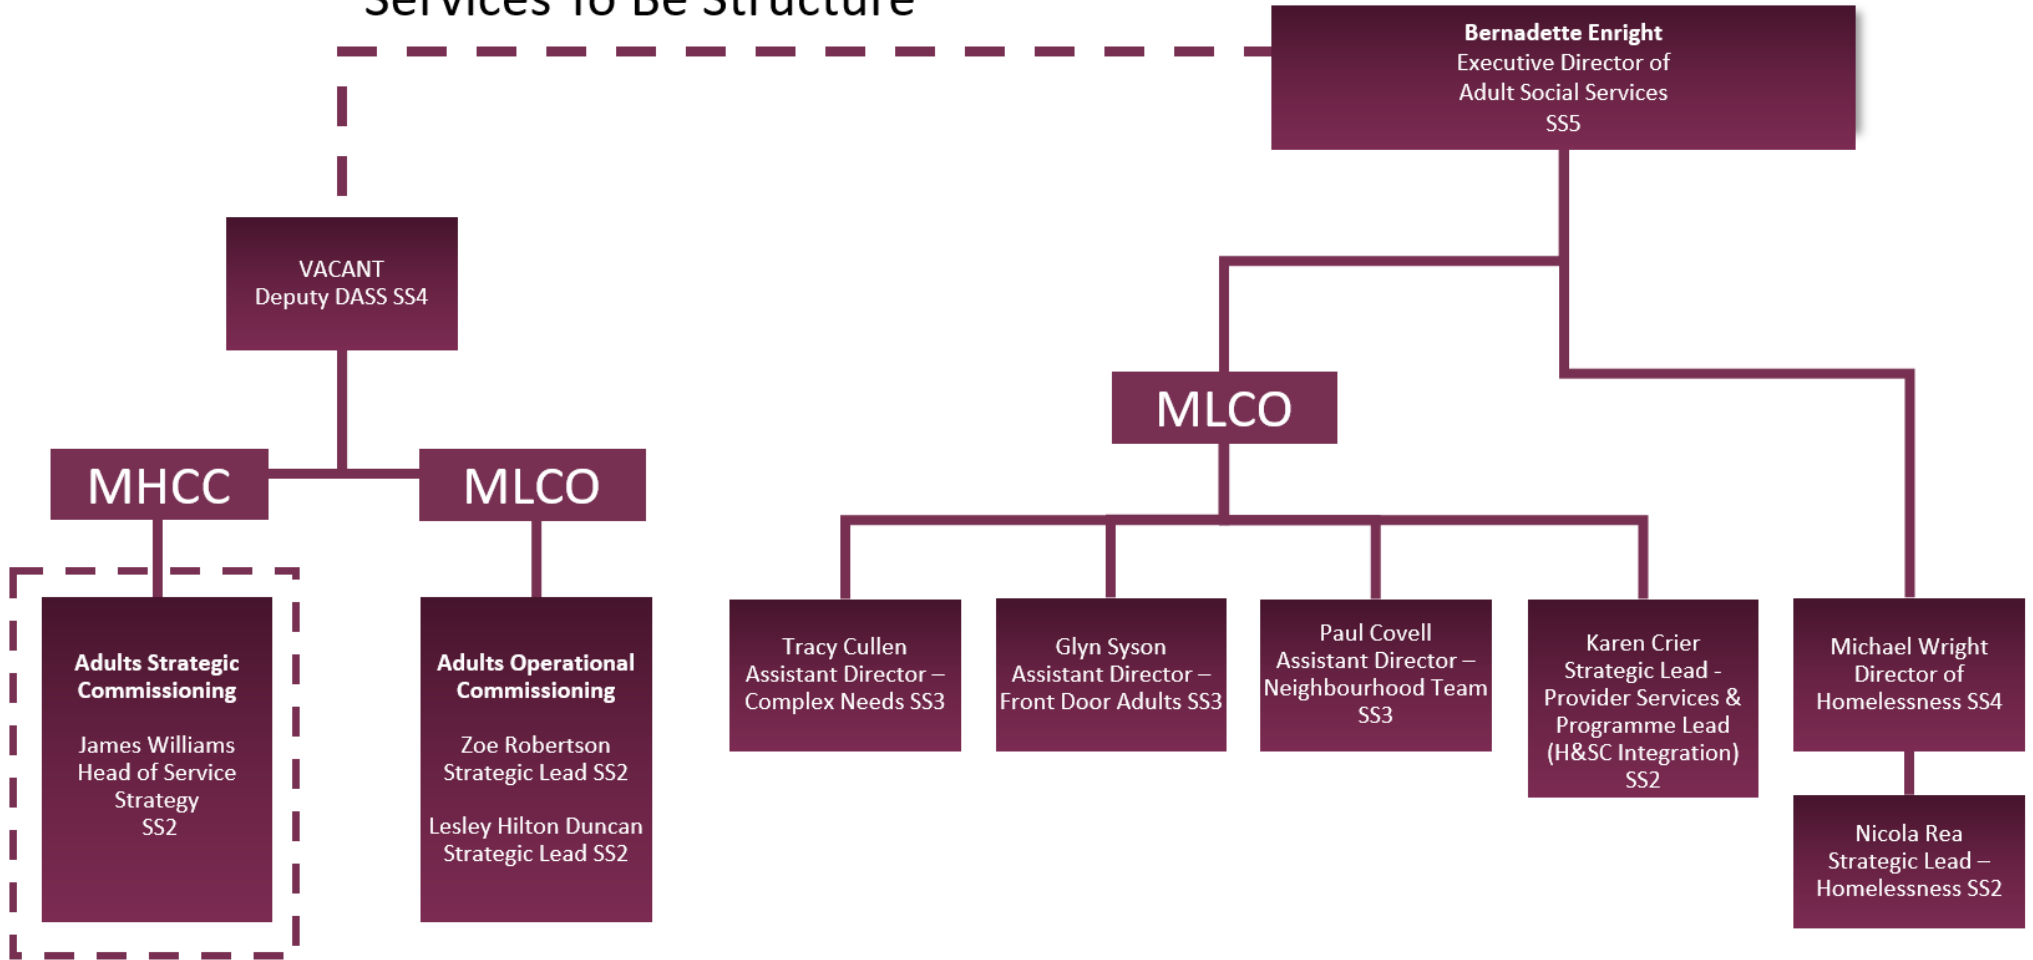 Services To Be Structure
Bernadette Enright
Executive Director of
Adult Social Services
SS5
VACANT
Deputy DASS SS4
MHCC
MLCO
MLCO
Adults Strategic
Commissioning
James Williams
Head of Service
Strategy
SS2
Adults Operational
Commissioning
Zoe Robertson
Strategic Lead SS2
Lesley Hilton Duncan
Strategic Lead SS2
Tracy Cullen
Assistant Director –
Complex Needs SS3
Glyn Syson
Assistant Director –
Front Door Adults SS3
Paul Covell
Assistant Director –
Neighbourhood Team
SS3
Karen Crier
Strategic Lead -
Provider Services &
Programme Lead
(H&SC Integration)
SS2
Michael Wright
Director of
Homelessness SS4
Nicola Rea
Strategic Lead –
Homelessness SS2